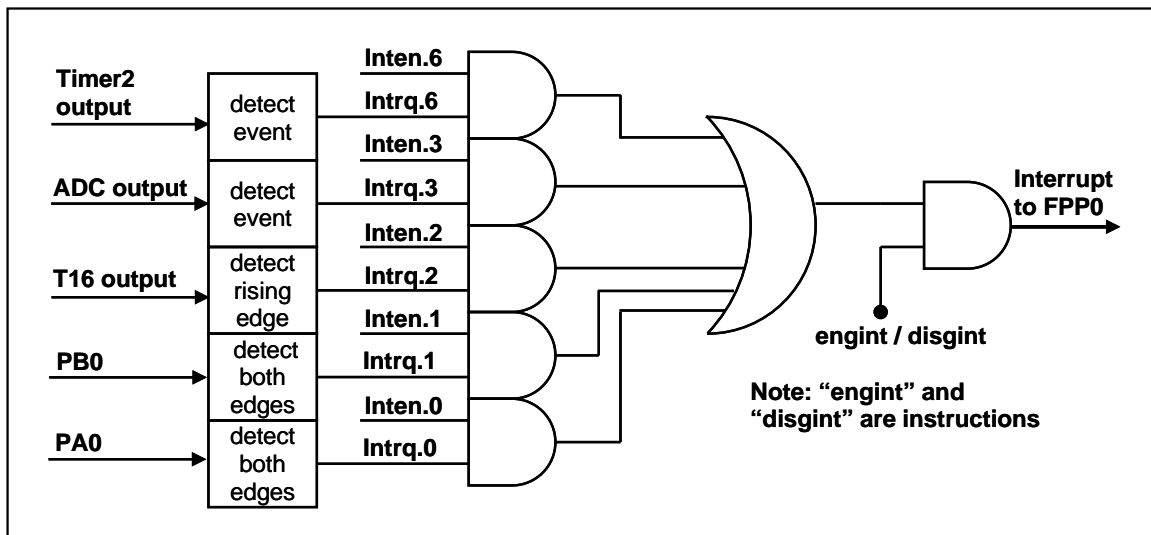 Timer2
output
detect
event
Inten.6
Intrq.6
ADC output
detect
event
Inten.3
Intrq.3
T16 output
detect
rising
edge
Inten.2
Intrq.2
PB0
detect
both
edges
Inten.1
Intrq.1
PA0
detect
both
edges
Inten.0
Intrq.0
Interrupt
to FPP0
engint / disgint
Note: “engint” and
“disgint” are instructions